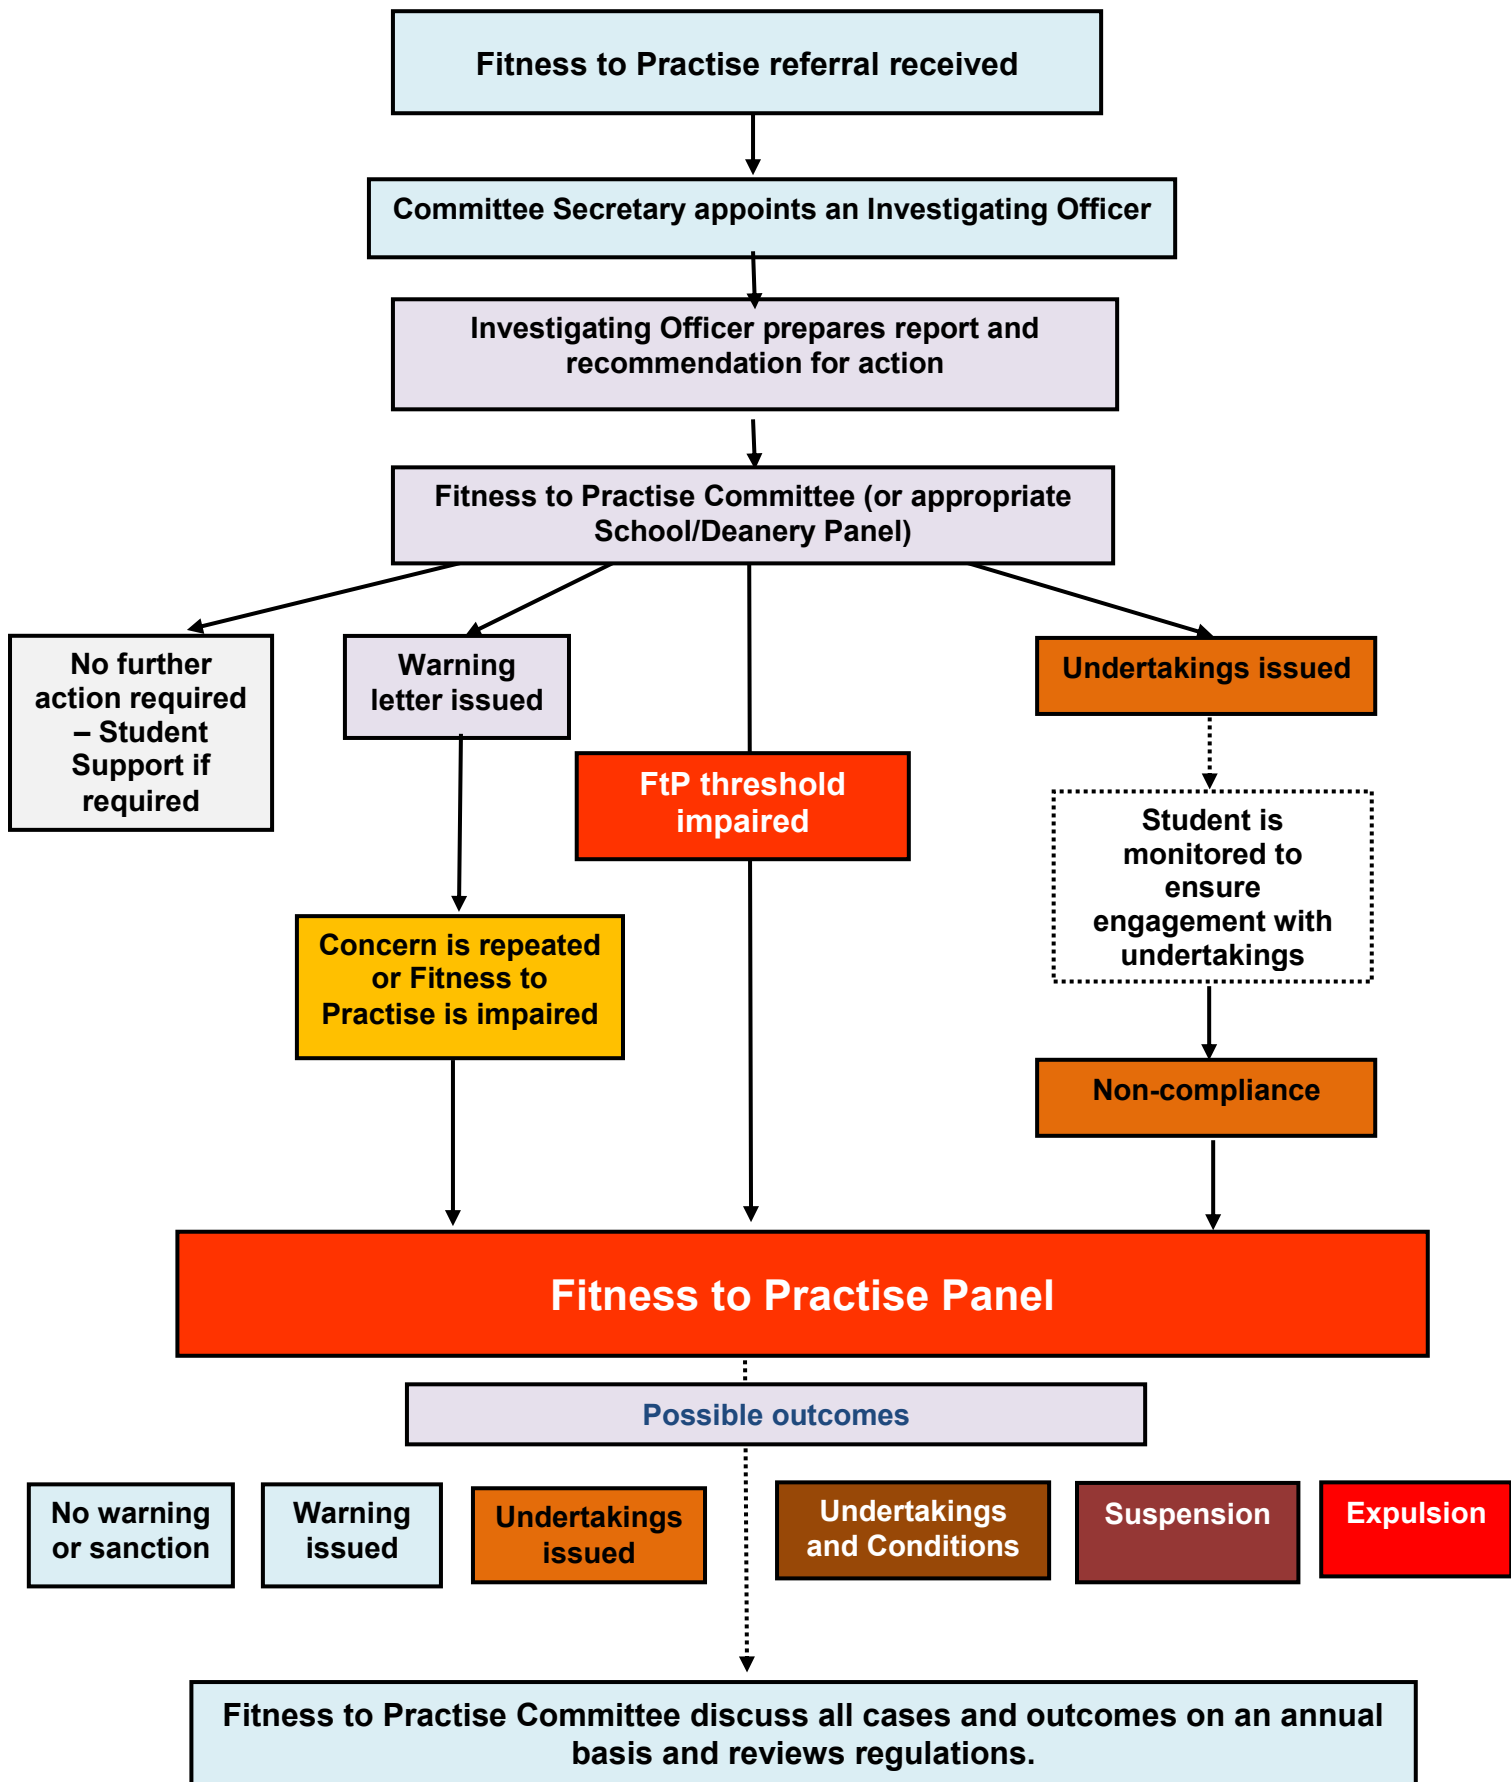 Fitness to Practise referral received
Committee Secretary appoints an Investigating Officer
Investigating Officer prepares report and
recommendation for action
Fitness to Practise Committee (or appropriate
School/Deanery Panel)
No further
action required
– Student
Support if
required
Warning
letter issued
FtP threshold
impaired
Undertakings issued
Student is
monitored to
ensure
engagement with
undertakings
Concern is repeated
or Fitness to
Practise is impaired
Non-compliance
Fitness to Practise Panel
Possible outcomes
No warning
or sanction
Warning
issued
Undertakings
issued
Undertakings
and Conditions
Suspension
Expulsion
Fitness to Practise Committee discuss all cases and outcomes on an annual
basis and reviews regulations.